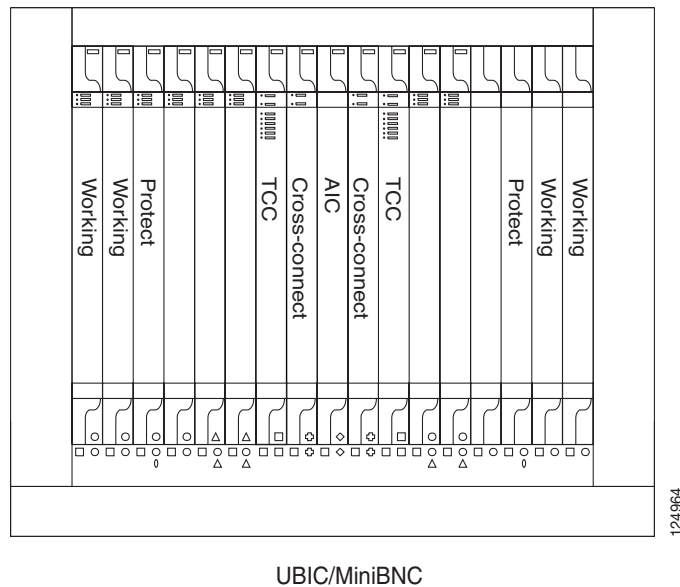 Working
Working
Protect
TCC
Cross-connect
AIC
Cross-connect
TCC
Protect
Working
Working
124964
UBIC/MiniBNC